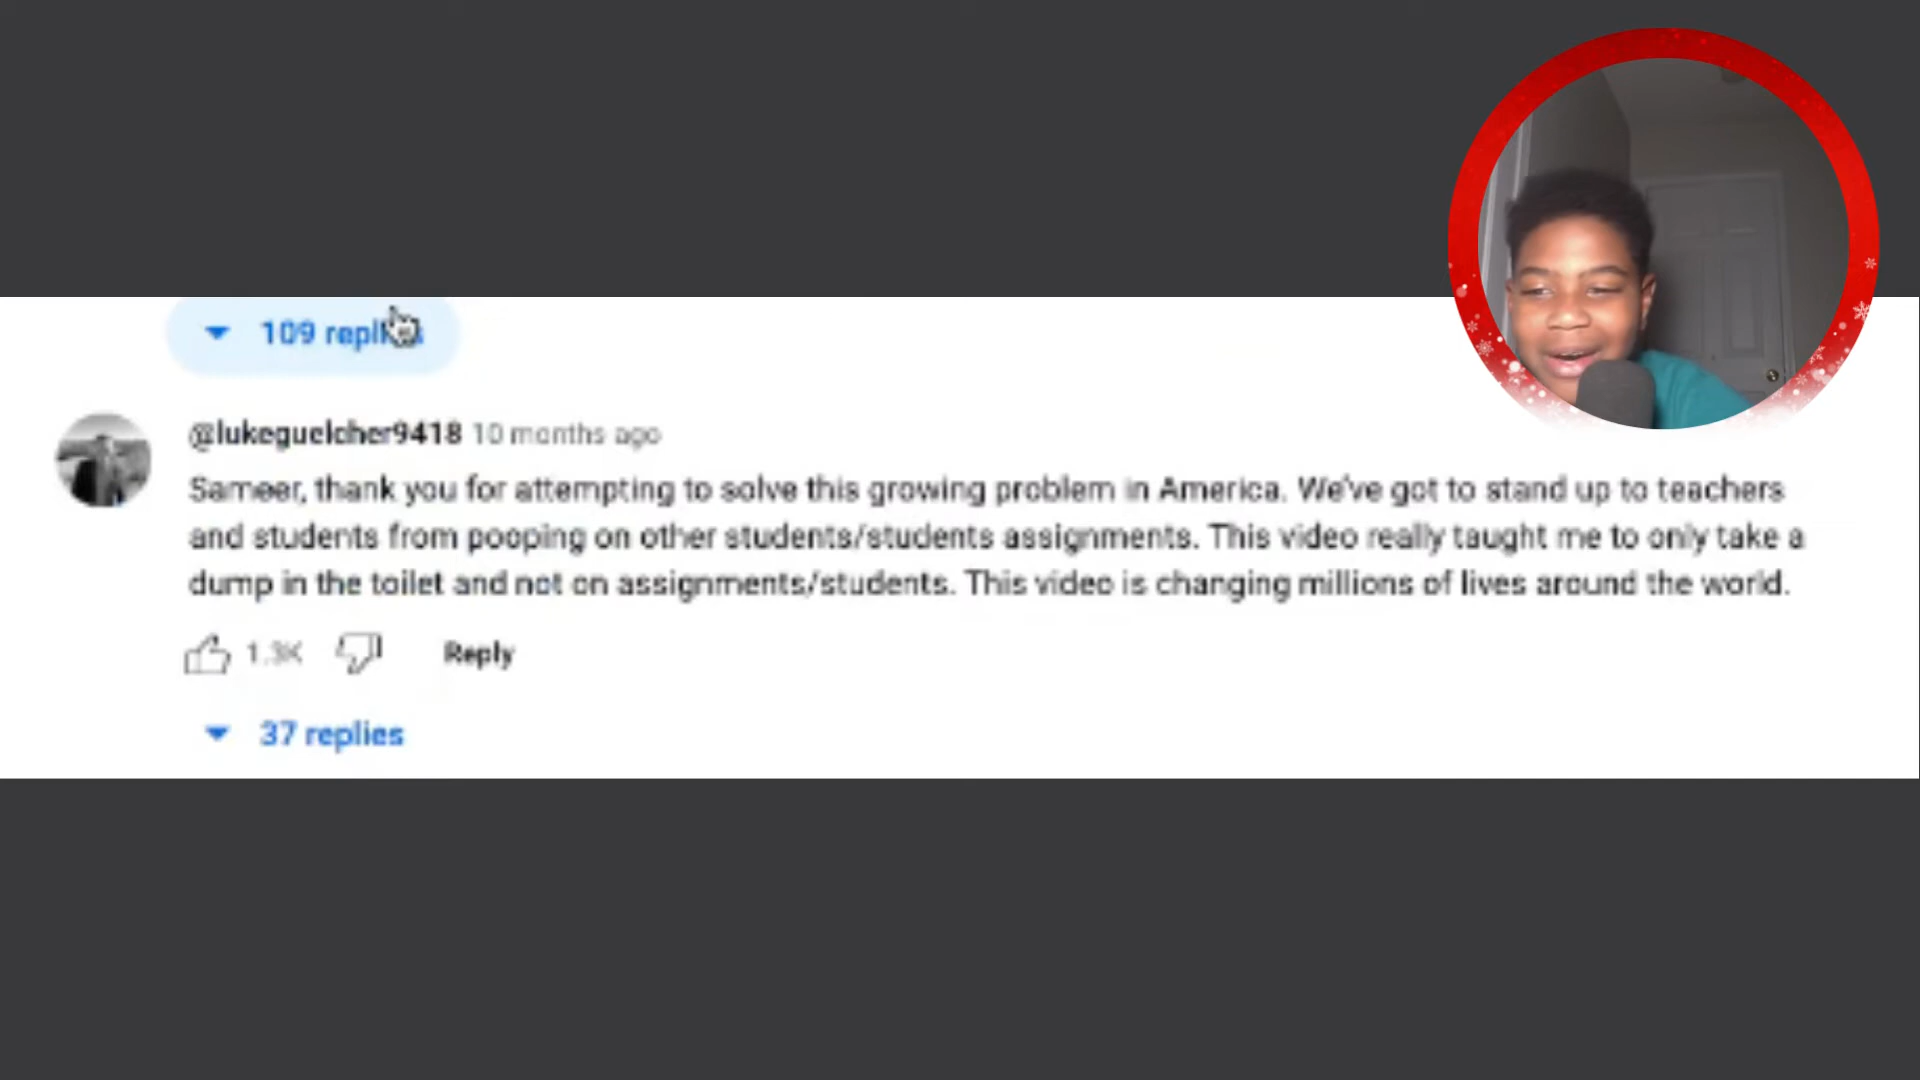 109 replies
@lukeguelcher9418 10 months ago
Sameer, thank you for attempting to solve this growing problem in America. We've got to stand up to teachers
and students from pooping on other students/students assignments. This video really taught me to only take a
dump in the toilet and not on assignments/students. This video is changing millions of lives around the world.
1.3K Reply
37 replies